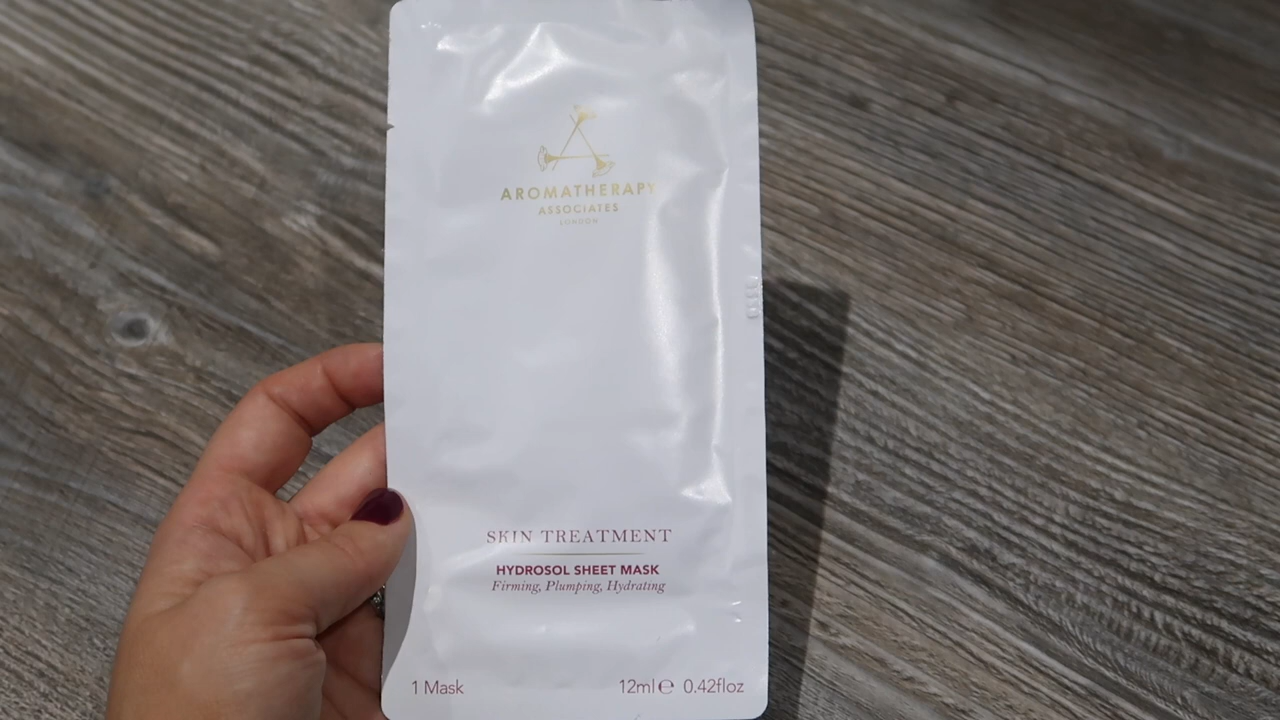 AROMATHERAPY
ASSOCIATES
LONDON
SKIN TREATMENT
HYDROSOL SHEET MASK
Firming, Plumping, Hydrating
1 Mask 12ml℮ 0.42floz